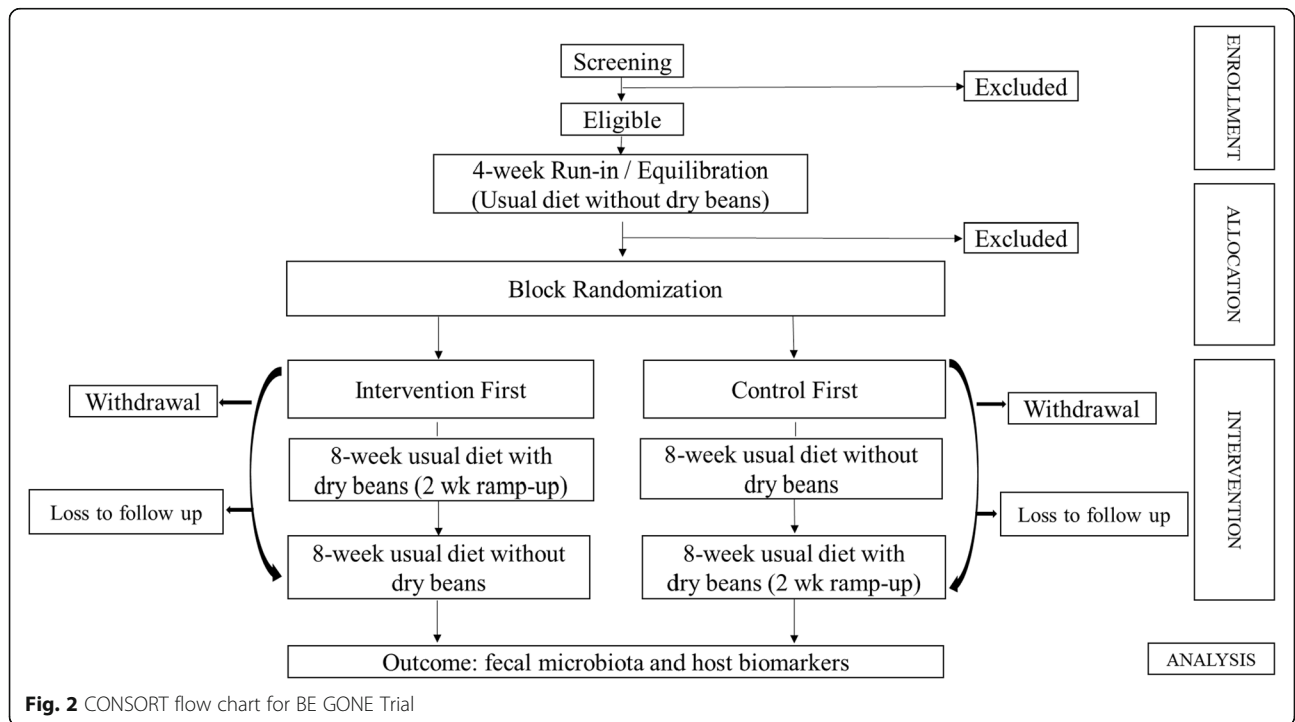 Screening
Excluded
Eligible
4-week Run-in / Equilibration
(Usual diet without dry beans)
Excluded
Block Randomization
Intervention First
Control First
Withdrawal
Withdrawal
8-week usual diet with
dry beans (2 wk ramp-up)
8-week usual diet without
dry beans
Loss to follow up
Loss to follow up
8-week usual diet without
dry beans
8-week usual diet with
dry beans (2 wk ramp-up)
Outcome: fecal microbiota and host biomarkers
ENROLLMENT
ALLOCATION
INTERVENTION
ANALYSIS
Fig. 2 CONSORT flow chart for BE GONE Trial